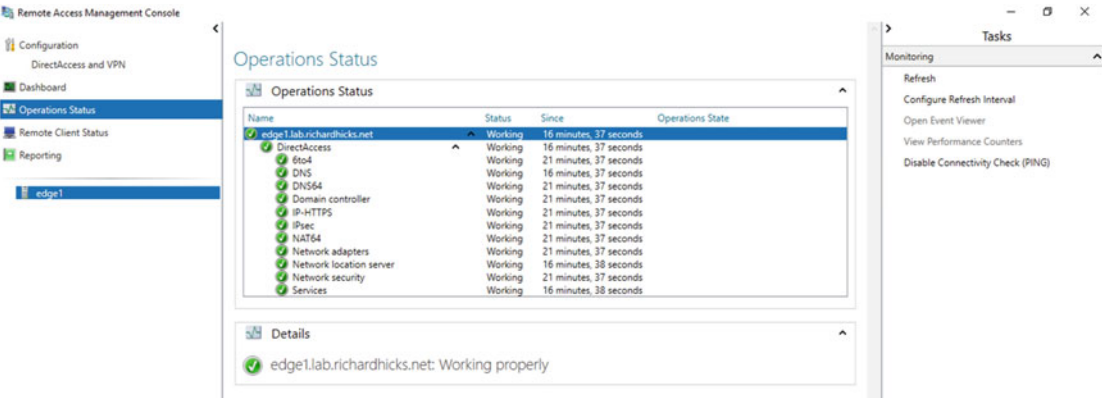 Remote Access Management Console
Configuration
DirectAccess and VPN
Dashboard
Operations Status
Remote Client Status
Reporting
edge1
Operations Status
Operations Status
Name Status Since Operations State
edge1.lab.richardhicks.net Working 16 minutes, 37 seconds
DirectAccess Working 16 minutes, 37 seconds
6to4 Working 21 minutes, 37 seconds
DNS Working 16 minutes, 37 seconds
DNS64 Working 21 minutes, 37 seconds
Domain controller Working 21 minutes, 37 seconds
IP-HTTPS Working 21 minutes, 37 seconds
IPsec Working 21 minutes, 37 seconds
NAT64 Working 21 minutes, 37 seconds
Network adapters Working 21 minutes, 37 seconds
Network location server Working 16 minutes, 38 seconds
Network security Working 21 minutes, 37 seconds
Services Working 16 minutes, 38 seconds
Details
edge1.lab.richardhicks.net: Working properly
Tasks
Monitoring
Refresh
Configure Refresh Interval
Open Event Viewer
View Performance Counters
Disable Connectivity Check (PING)